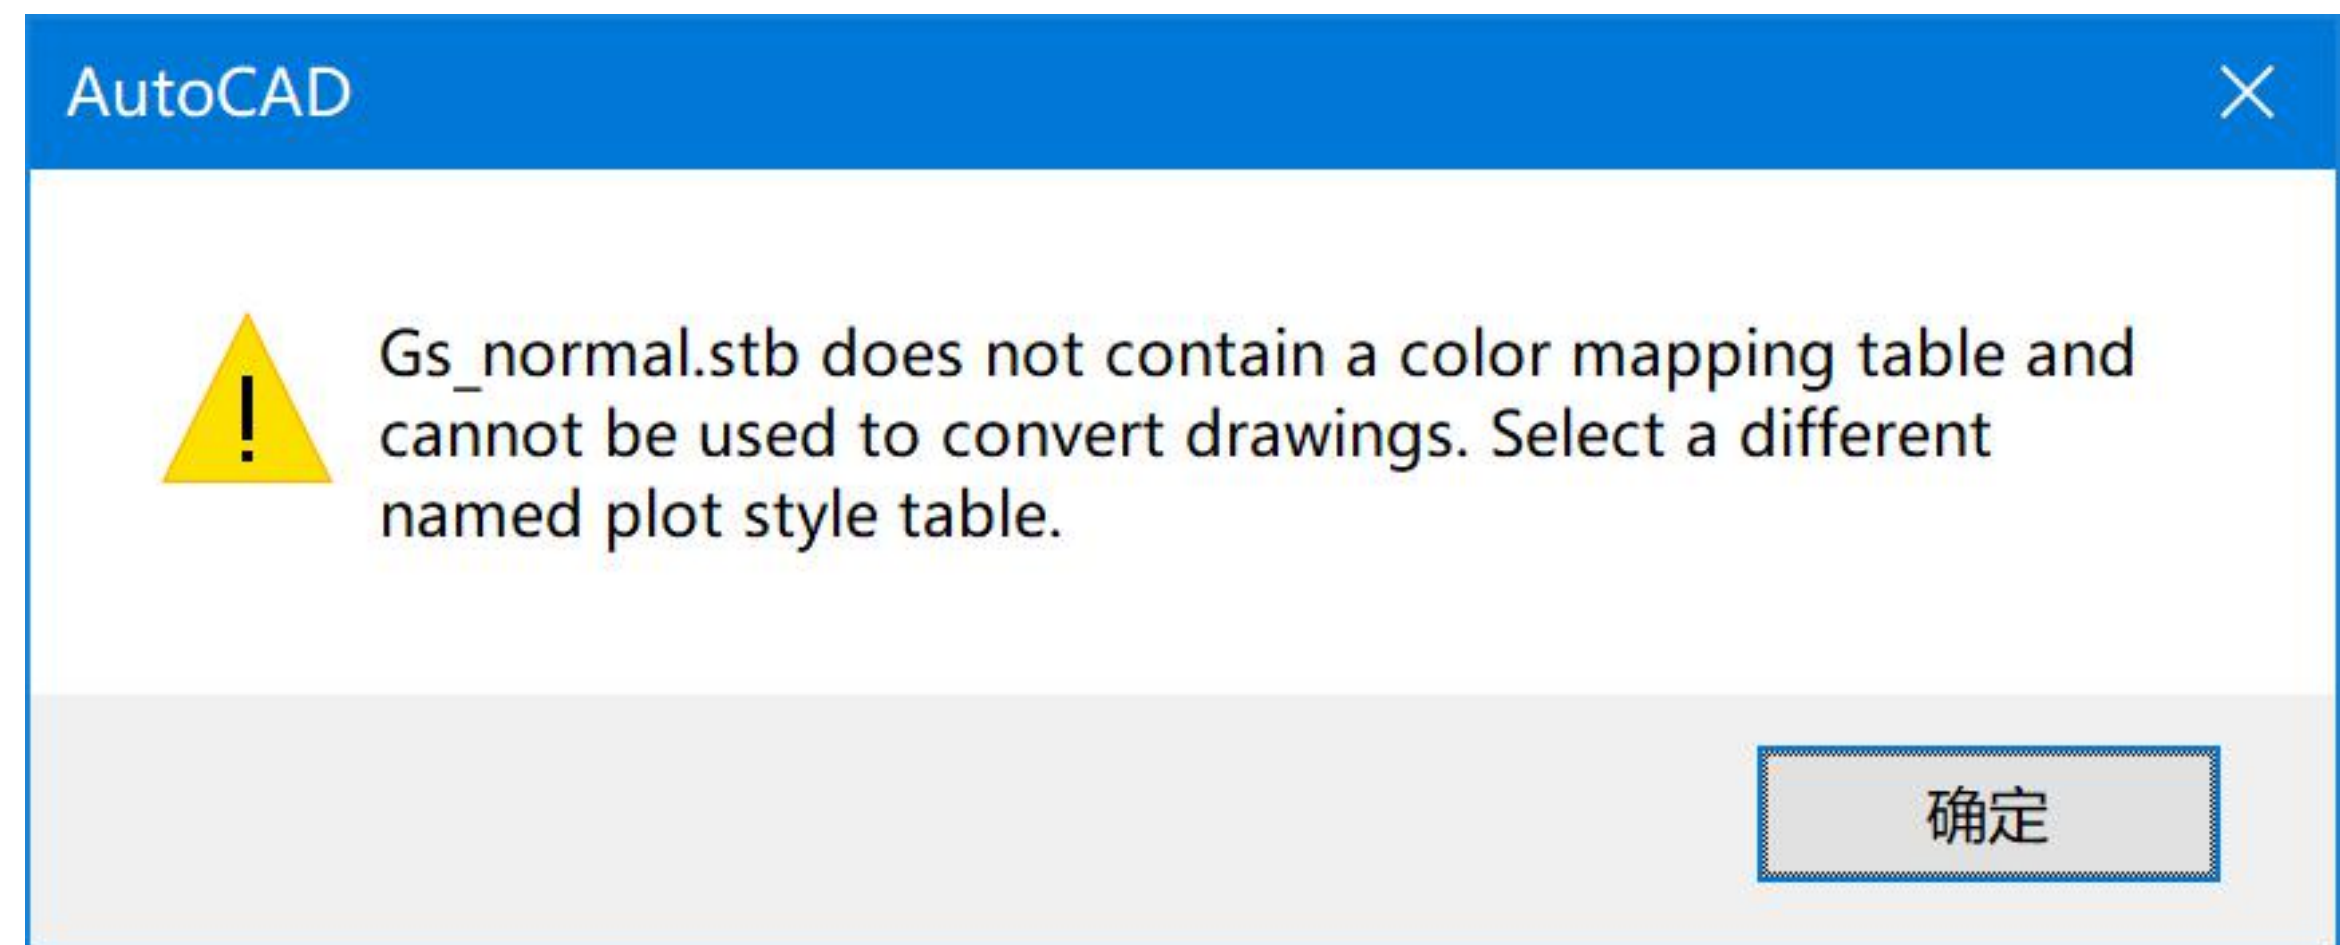 AutoCAD
Gs_normal.stb does not contain a color mapping table and
cannot be used to convert drawings. Select a different
named plot style table.
确定